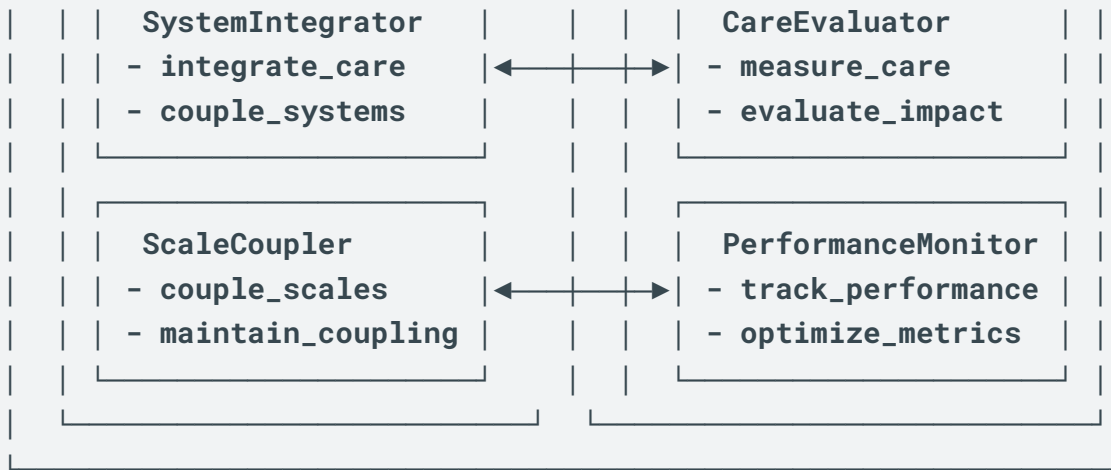 SystemIntegrator
- integrate_care
- couple_systems
CareEvaluator
- measure_care
- evaluate_impact
ScaleCoupler
- couple_scales
- maintain_coupling
PerformanceMonitor
- track_performance
- optimize_metrics